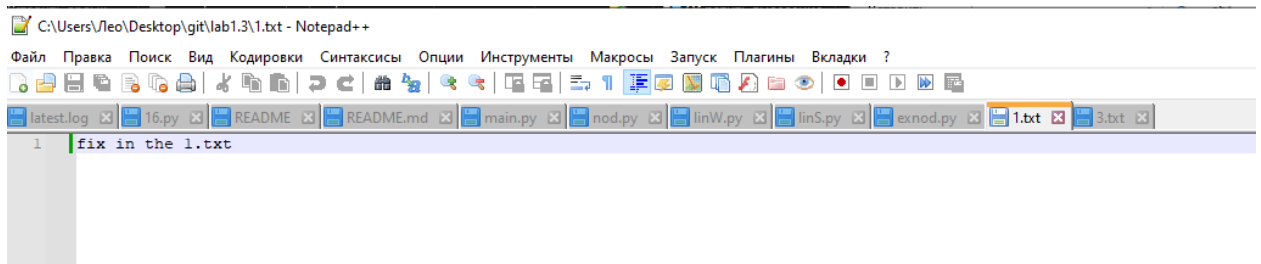 C:\Users\Лео\Desktop\git\lab1.3\1.txt - Notepad++
Файл Правка Поиск Вид Кодировки Синтаксисы Опции Инструменты Макросы Запуск Плагины Вкладки ?
latest.log 16.py README README.md main.py nod.py linW.py linS.py exnod.py 1.txt 3.txt
1 fix in the 1.txt